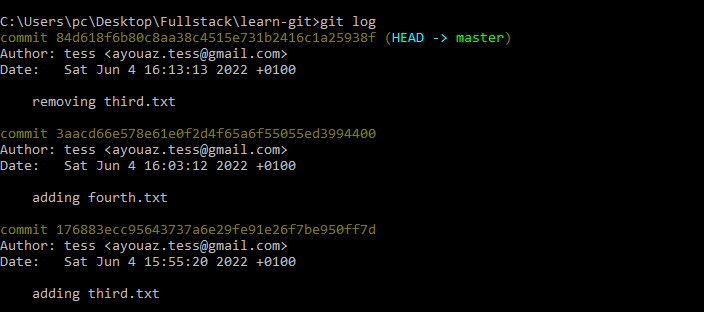 C:\Users\pc\Desktop\Fullstack\learn-git>git log
commit 84d618f6b80c8aa38c4515e731b2416c1a25938f (HEAD -> master)
Author: tess <ayouaz.tess@gmail.com>
Date:   Sat Jun 4 16:13:13 2022 +0100
    removing third.txt
commit 3aacd66e578e61e0f2d4f65a6f55055ed3994400
Author: tess <ayouaz.tess@gmail.com>
Date:   Sat Jun 4 16:03:12 2022 +0100
    adding fourth.txt
commit 176883ecc95643737a6e29fe91e26f7be950ff7d
Author: tess <ayouaz.tess@gmail.com>
Date:   Sat Jun 4 15:55:20 2022 +0100
    adding third.txt